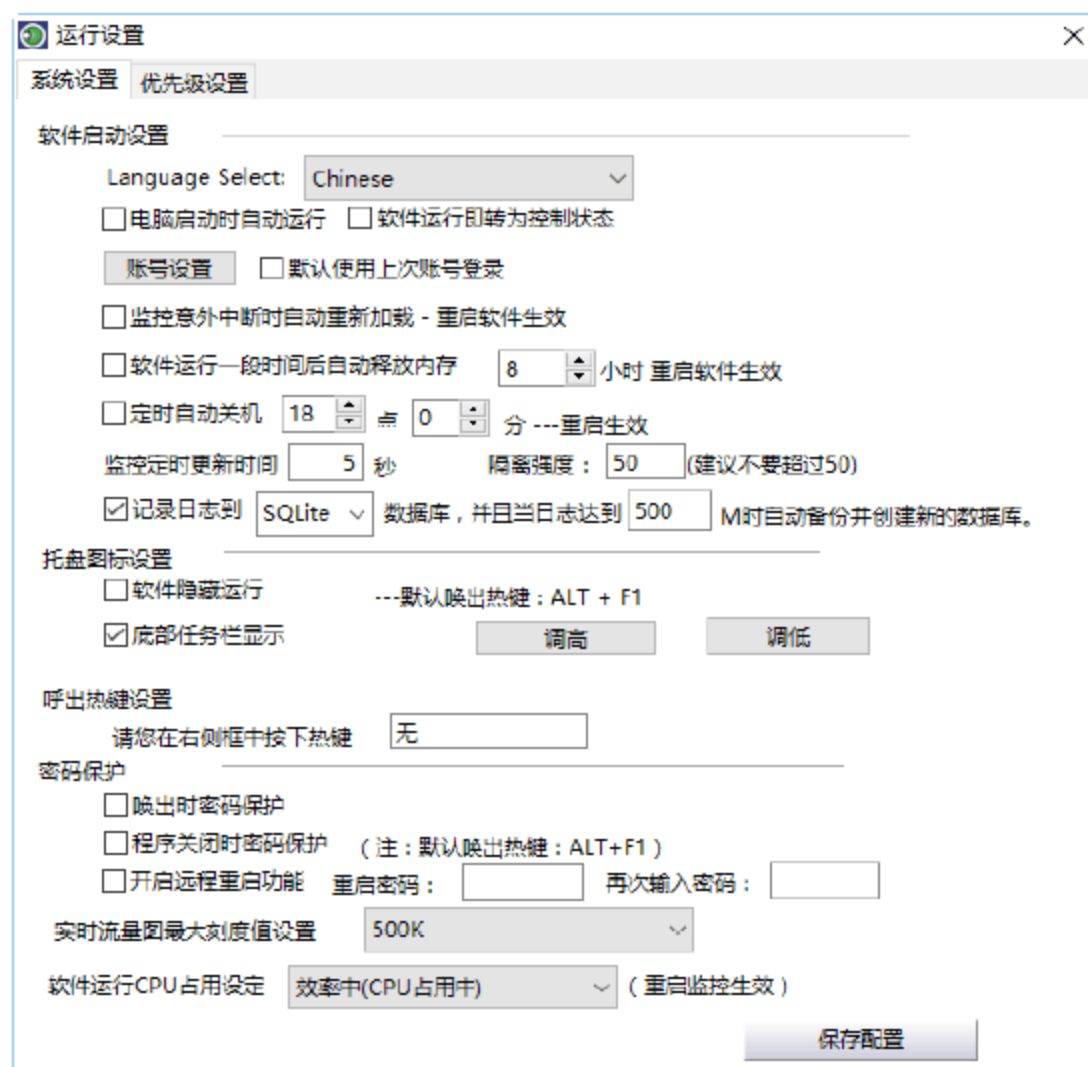 运行设置
系统设置 优先级设置
软件启动设置
Language Select: Chinese
电脑启动时自动运行 软件运行即转为控制状态
账号设置 默认使用上次账号登录
监控意外中断时自动重新加载 - 重启软件生效
软件运行一段时间后自动释放内存 8 小时 重启软件生效
定时自动关机 18 点 0 分 ---重启生效
监控定时更新时间 5 秒 隔离强度： 50 (建议不要超过50)
记录日志到 SQLite 数据库，并且当日志达到 500 M时自动备份并创建新的数据库。
托盘图标设置
软件隐藏运行 ---默认唤出热键：ALT + F1
底部任务栏显示 调高 调低
呼出热键设置
请您在右侧框中按下热键 无
密码保护
唤出时密码保护
程序关闭时密码保护 （注：默认唤出热键：ALT+F1）
开启远程重启功能 重启密码： 再次输入密码：
实时流量图最大刻度值设置 500K
软件运行CPU占用设定 效率中(CPU占用中) （重启监控生效）
保存配置